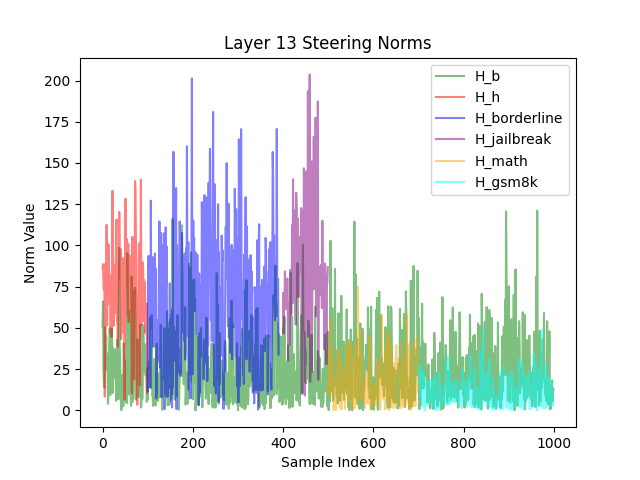 Layer 13 Steering Norms
Norm Value
200
175
150
125
100
75
50
25
0
H_b
H_h
H_borderline
H_jailbreak
H_math
H_gsm8k
0
200
400
600
800
1000
Sample Index